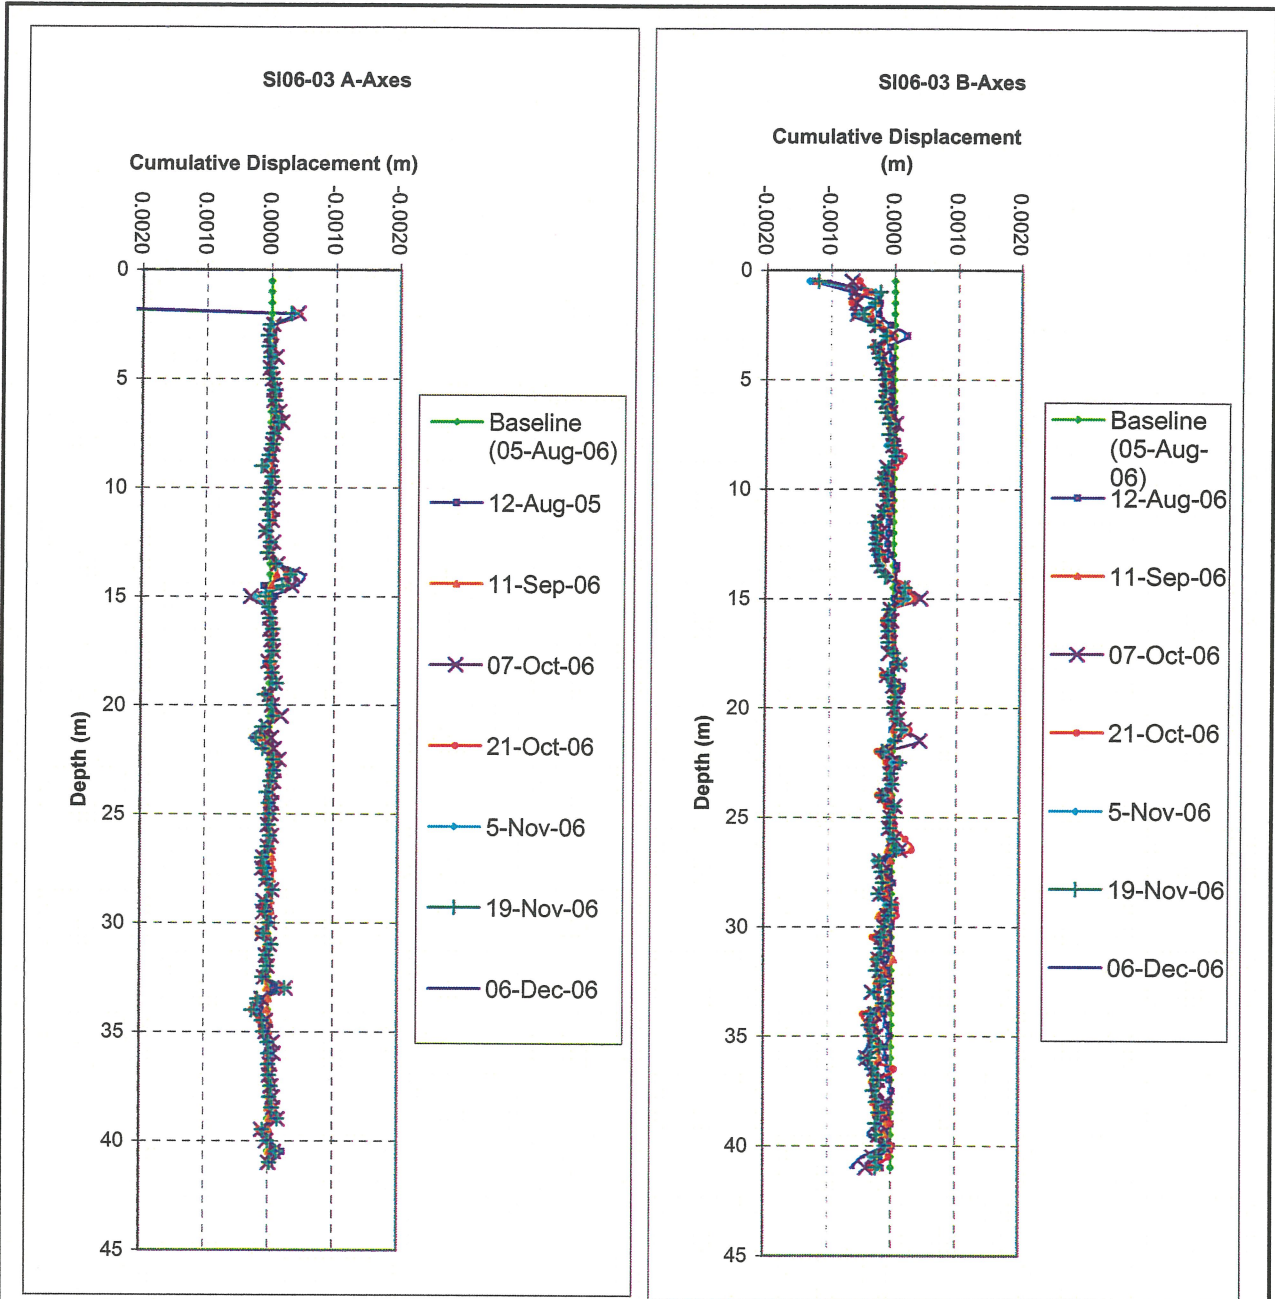 SI06-03 A-Axes
Cumulative Displacement (m)
0.0020
0.0010
0.0000
-0.0010
-0.0020
0
5
10
15
20
25
30
35
40
45
Depth (m)
Baseline
(05-Aug-06)
12-Aug-05
11-Sep-06
07-Oct-06
21-Oct-06
5-Nov-06
19-Nov-06
06-Dec-06
SI06-03 B-Axes
Cumulative Displacement
(m)
-0.0020
-0.0010
0.0000
0.0010
0.0020
0
5
10
15
20
25
30
35
40
45
Depth (m)
Baseline
(05-Aug-
06)
12-Aug-06
11-Sep-06
07-Oct-06
21-Oct-06
5-Nov-06
19-Nov-06
06-Dec-06